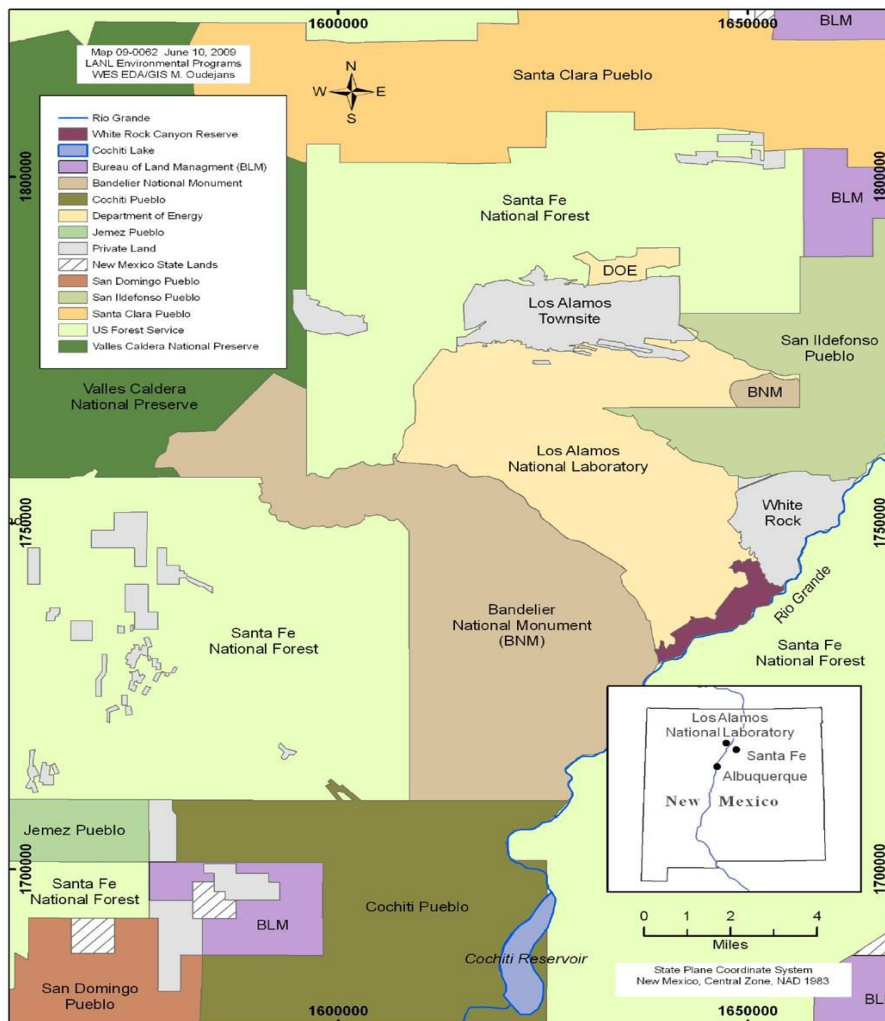 1600000
1650000
BLM
Map 09-0062 June 10, 2009
LANL Environmental Programs
WES EDA/GIS M. Oudejans
N
W E
S
Santa Clara Pueblo
Rio Grande
White Rock Canyon Reserve
Cochiti Lake
Bureau of Land Managment (BLM)
Bandelier National Monument
Cochiti Pueblo
Department of Energy
Jemez Pueblo
Private Land
New Mexico State Lands
San Domingo Pueblo
San Ildefonso Pueblo
Santa Clara Pueblo
US Forest Service
Valles Caldera National Preserve
1800000
1800000
Santa Fe
National Forest
BLM
DOE
Los Alamos
Townsite
San Ildefonso
Pueblo
Valles Caldera
National Preserve
BNM
Los Alamos
National Laboratory
White
Rock
1750000
1750000
Rio Grande
Bandelier
National Monument
(BNM)
Santa Fe
National Forest
Santa Fe
National Forest
Los Alamos
National Laboratory
Santa Fe
Albuquerque
New Mexico
Jemez Pueblo
1700000
1700000
Santa Fe
National Forest
Cochiti Pueblo
BLM
0 1 2 4
Miles
Cochiti Reservoir
San Domingo
Pueblo
State Plane Coordinate System
New Mexico, Central Zone, NAD 1983
BL
1600000
1650000